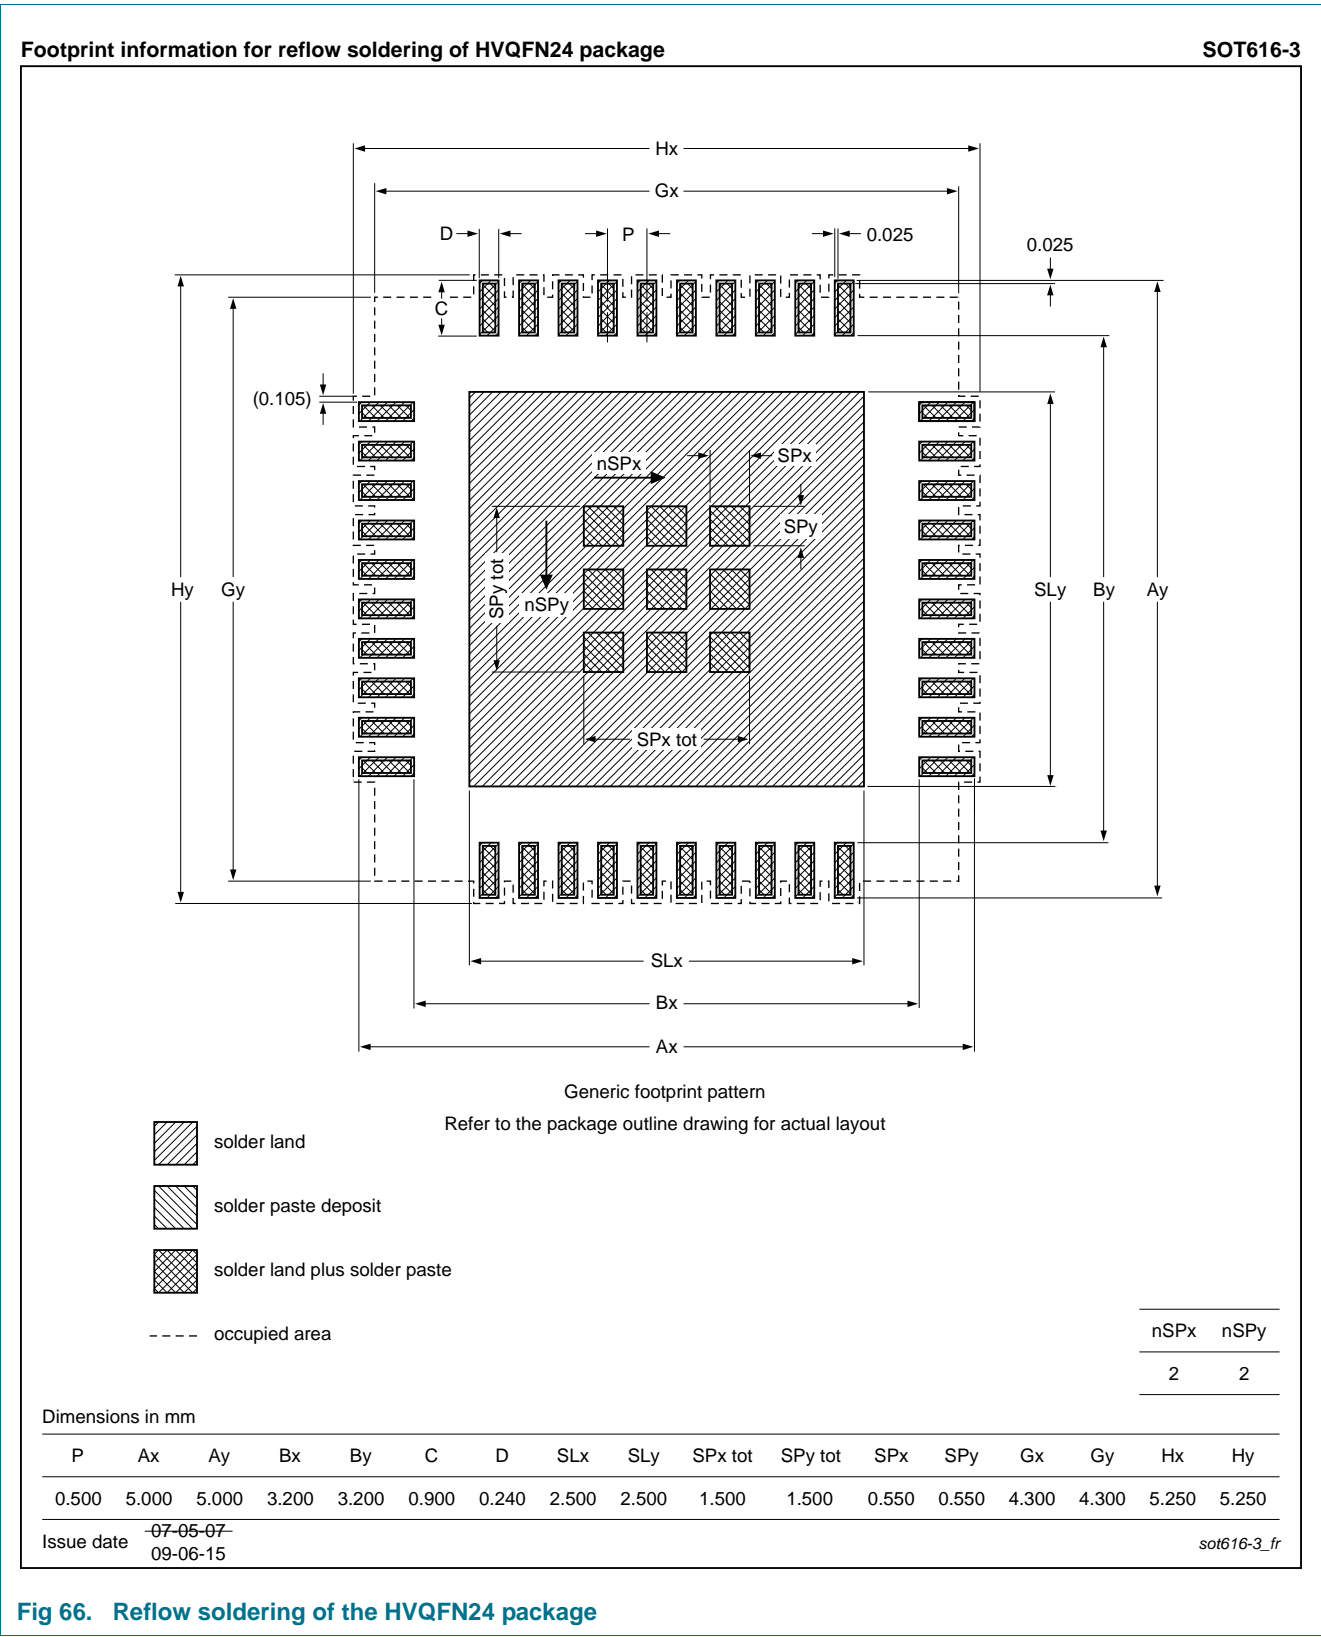 Footprint information for reflow soldering of HVQFN24 package SOT616-3
Hx
Gx
D P 0.025
0.025
C
(0.105)
nSPx SPx
SPy
SPy tot
nSPy
Hy Gy SLy By Ay
SPx tot
SLx
Bx
Ax
Generic footprint pattern
Refer to the package outline drawing for actual layout
solder land
solder paste deposit
solder land plus solder paste
occupied area
nSPx nSPy
2 2
Dimensions in mm
P Ax Ay Bx By C D SLx SLy SPx tot SPy tot SPx SPy Gx Gy Hx Hy
0.500 5.000 5.000 3.200 3.200 0.900 0.240 2.500 2.500 1.500 1.500 0.550 0.550 4.300 4.300 5.250 5.250
Issue date 07-05-07
09-06-15
sot616-3_fr
Fig 66. Reflow soldering of the HVQFN24 package